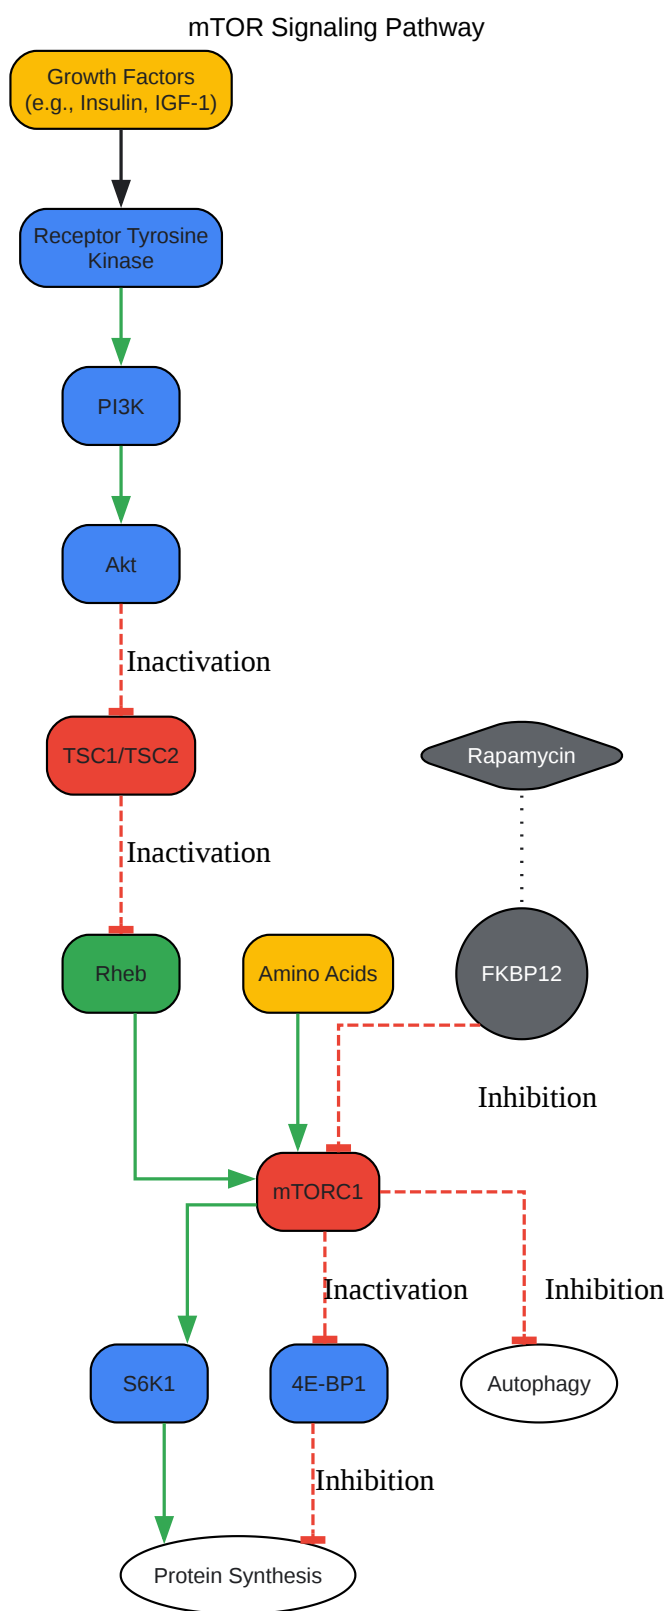 mTOR Signaling Pathway
Growth Factors
(e.g., Insulin, IGF-1)
Receptor Tyrosine
Kinase
PI3K
Akt
Inactivation
TSC1/TSC2
Rapamycin
Inactivation
Rheb
Amino Acids
FKBP12
Inhibition
mTORC1
Inactivation
Inhibition
S6K1
4E-BP1
Autophagy
Inhibition
Protein Synthesis